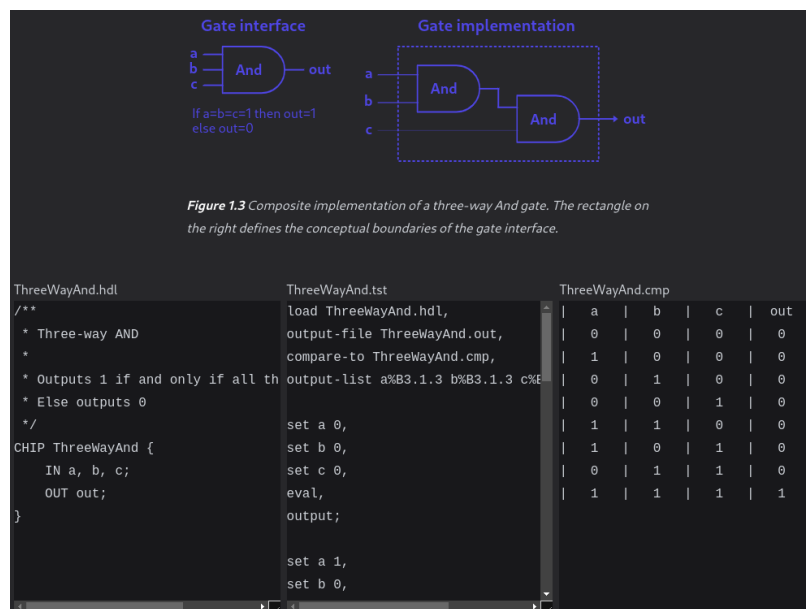 Gate interface
Gate implementation
a
b
c
And
out
If a=b=c=1 then out=1
else out=0
a
b
c
And
And
out
Figure 1.3 Composite implementation of a three-way And gate. The rectangle on
the right defines the conceptual boundaries of the gate interface.
ThreeWayAnd.hdl
/**
 * Three-way AND
 *
 * Outputs 1 if and only if all th
 * Else outputs 0
 */
CHIP ThreeWayAnd {
    IN a, b, c;
    OUT out;
}
ThreeWayAnd.tst
load ThreeWayAnd.hdl,
output-file ThreeWayAnd.out,
compare-to ThreeWayAnd.cmp,
output-list a%B3.1.3 b%B3.1.3 c%B
set a 0,
set b 0,
set c 0,
eval,
output;
set a 1,
set b 0,
ThreeWayAnd.cmp
|   a   |   b   |   c   |  out
|   0   |   0   |   0   |   0
|   1   |   0   |   0   |   0
|   0   |   1   |   0   |   0
|   0   |   0   |   1   |   0
|   1   |   1   |   0   |   0
|   1   |   0   |   1   |   0
|   0   |   1   |   1   |   0
|   1   |   1   |   1   |   1